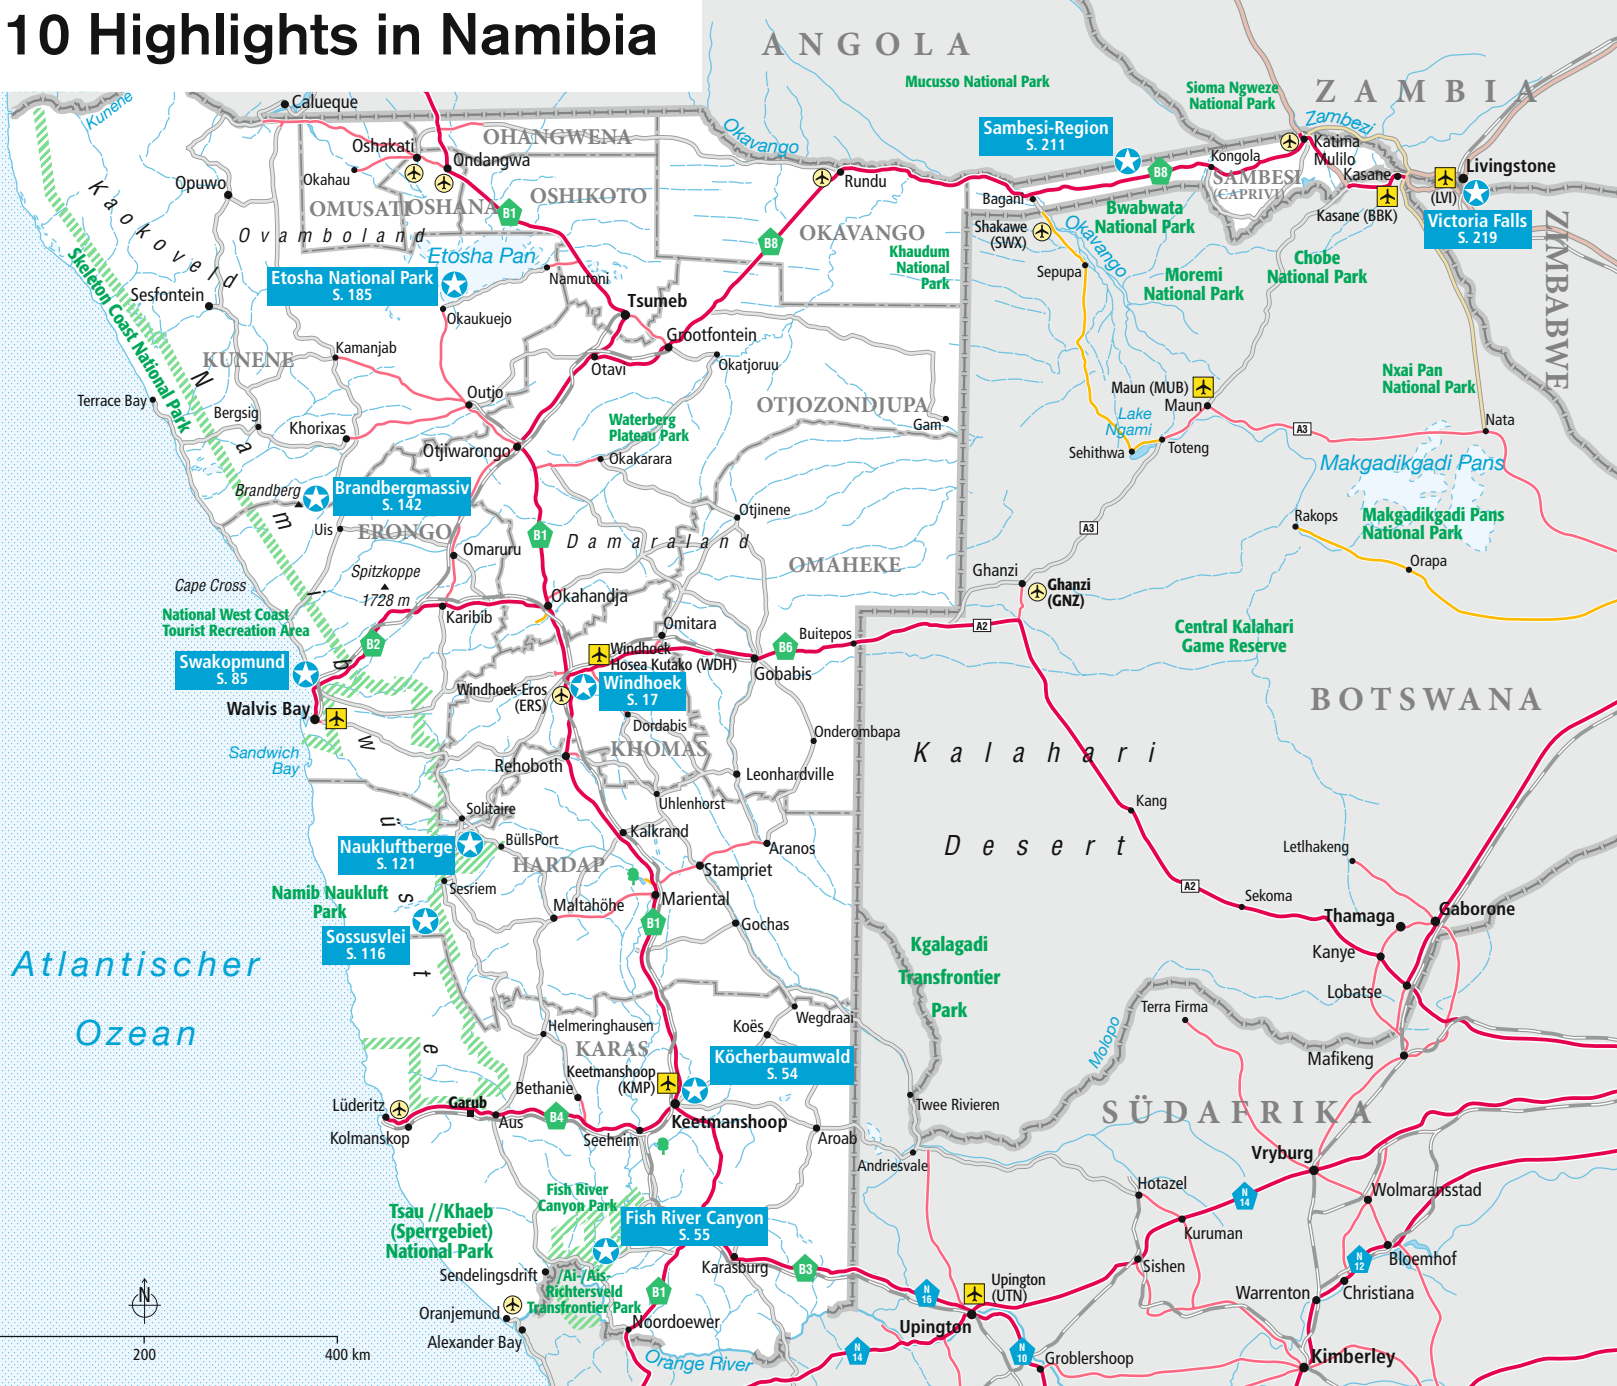 10 Highlights in Namibia
ANGOLA
Mucusso National Park
Sioma Ngweze
National Park
ZAMBIA
Kunene
Calueque
Okavango
Zambezi
OHANGWENA
Oshakati
Ondangwa
Okahau
Opuwo
OMUSATI
OSHANA
B1
OSHIKOTO
Rundu
Sambesi-Region
S. 211
B8
Kongola
Katima
Mulilo
SAMBESI
(CAPRIVI)
Kasane
Kasane (BBK)
Livingstone
(LVI)
Victoria Falls
S. 219
ZIMBABWE
Bagani
Shakawe
(SWX)
Okavango
Bwabwata
National Park
Kaokoveld
Ovamboland
Etosha Pan
Etosha National Park
S. 185
Namutoni
B8
OKAVANGO
Khaudum
National
Park
Sepupa
Moremi
National Park
Chobe
National Park
Skeleton Coast National Park
Sesfontein
Okaukuejo
Tsumeb
Grootfontein
KUNENE
Kamanjab
Otavi
Okatjoruu
Nxai Pan
National Park
Terrace Bay
Bergsig
Outjo
Khorixas
Waterberg
Plateau Park
OTJOZONDJUPA
Gam
Maun (MUB)
Maun
Lake
Ngami
A3
Nata
Sehithwa
Toteng
Otjiwarongo
Okakarara
Makgadikgadi Pans
Brandberg
Brandbergmassiv
S. 142
Uis
ERONGO
Omaruru
B1
Damaraland
Otjinene
Rakops
Makgadikgadi Pans
National Park
A3
Orapa
OMAHEKE
Ghanzi
Ghanzi
(GNZ)
Cape Cross
Spitzkoppe
1728 m
Namibwüste
National West Coast
Tourist Recreation Area
Karibib
Okahandja
B2
Omitara
Buitepos
A2
Central Kalahari
Game Reserve
Swakopmund
S. 85
Windhoek
Hosea Kutako (WDH)
B6
Gobabis
Windhoek-Eros
(ERS)
Windhoek
S. 17
BOTSWANA
Walvis Bay
Dordabis
Onderombapa
Sandwich
Bay
KHOMAS
Kalahari
Rehoboth
Leonhardville
Solitaire
Uhlenhorst
Kang
Naukluftberge
S. 121
BüllsPort
Kalkrand
Aranos
Desert
Letlhakeng
HARDAP
Stampriet
Sesriem
Namib Naukluft
Park
Maltahöhe
Mariental
A2
Sekoma
Thamaga
Gaborone
Sossusvlei
S. 116
B1
Gochas
Kgalagadi
Transfrontier
Park
Kanye
Atlantischer
Ozean
Lobatse
Helmeringhausen
Koës
Wegdraai
Terra Firma
Molopo
KARAS
Köcherbaumwald
S. 54
Mafikeng
Keetmanshoop
(KMP)
Bethanie
Lüderitz
Garub
Aus
B4
Seeheim
Keetmanshoop
Twee Rivieren
SÜDAFRIKA
Kolmanskop
Aroab
Andriesvale
Vryburg
Fish River
Canyon Park
Hotazel
N
14
Wolmaransstad
Tsau //Khaeb
(Sperrgebiet)
National Park
Fish River Canyon
S. 55
Kuruman
Bloemhof
Sendelingsdrift
Karasburg
B3
Sishen
N
12
/Ai-/Ais-
Richtersveld
Transfrontier Park
B1
N
16
Upington
(UTN)
Warrenton
Christiana
N
Oranjemund
Noordoewer
Upington
Alexander Bay
Orange River
N
14
N
10
Groblershoop
Kimberley
200
400 km